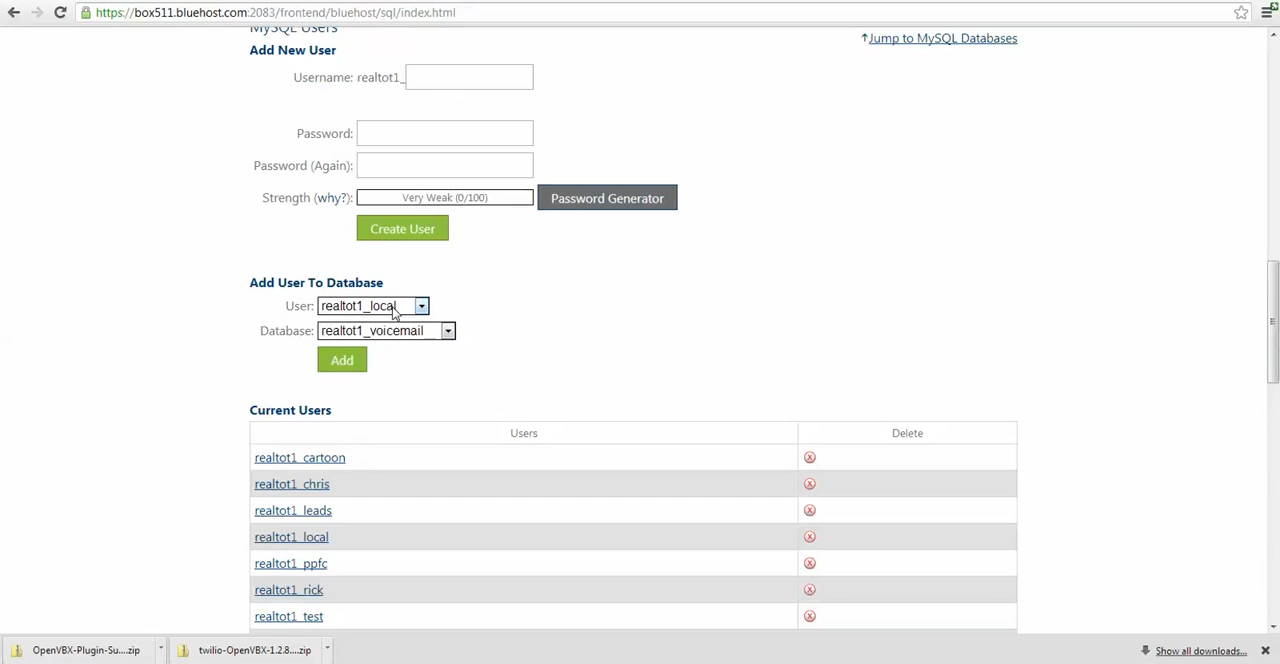 https://box511.bluehost.com:2083/frontend/bluehost/sql/index.html
MySQL Users
Add New User
↑Jump to MySQL Databases
Username: realtot1_
Password:
Password (Again):
Strength (why?): Very Weak (0/100) Password Generator
Create User
Add User To Database
User: realtot1_local
Database: realtot1_voicemail
Add
Current Users
Users Delete
realtot1_cartoon
realtot1_chris
realtot1_leads
realtot1_local
realtot1_ppfc
realtot1_rick
realtot1_test
OpenVBX-Plugin-Su....zip twilio-OpenVBX-1.2.8....zip Show all downloads...